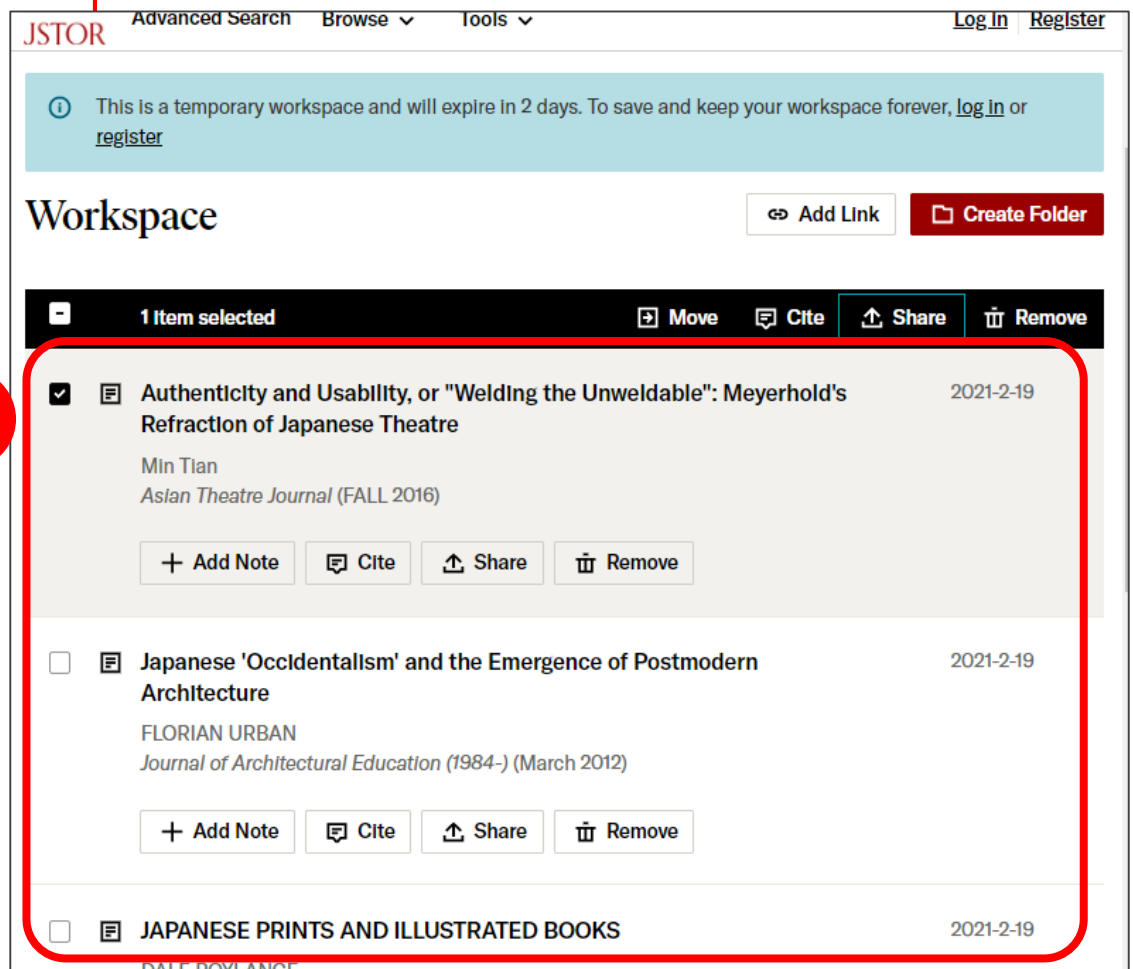 JSTOR Advanced Search Browse Tools Log In Register
This is a temporary workspace and will expire in 2 days. To save and keep your workspace forever, log in or
register
Workspace Add Link Create Folder
1 Item selected Move Cite Share Remove
Authenticity and Usability, or "Welding the Unweldable": Meyerhold's 2021-2-19
Refraction of Japanese Theatre
Min Tian
Asian Theatre Journal (FALL 2016)
Add Note Cite Share Remove
Japanese 'Occidentalism' and the Emergence of Postmodern 2021-2-19
Architecture
FLORIAN URBAN
Journal of Architectural Education (1984-) (March 2012)
Add Note Cite Share Remove
JAPANESE PRINTS AND ILLUSTRATED BOOKS 2021-2-19